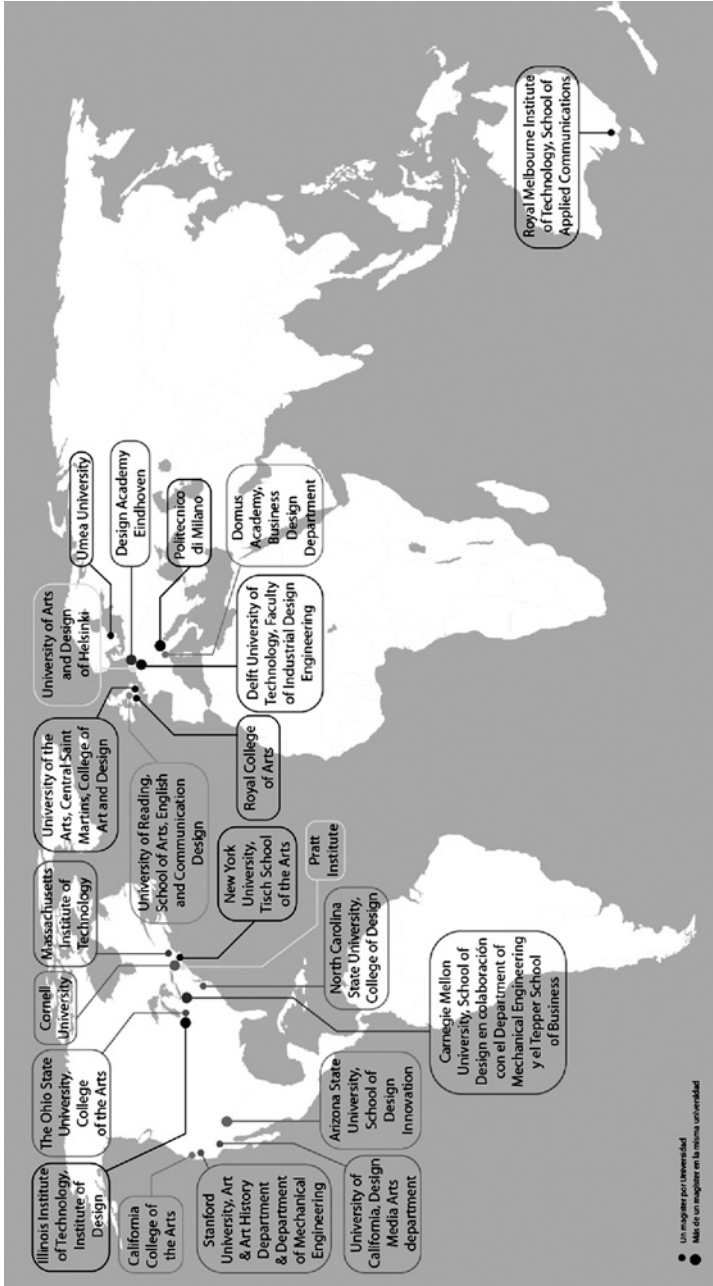 Illinois Institute
of Technology,
Institute of
Design
The Ohio State
University,
College
of the Arts
Cornell
University
Massachusetts
Institute of
Technology
University of the
Arts, Central Saint
Martins, College of
Art and Design
University of Arts
and Design
of Helsinki
Umea University
California
College of
the Arts
University of Reading,
School of Arts, English
and Communication
Design
Design Academy
Eindhoven
Stanford
University, Art
& Art History
Department
& Department
of Mechanical
Engineering
New York
University,
Tisch School
of the Arts
Royal College
of Arts
Politecnico
di Milano
Pratt
Institute
Delft University of
Technology, Faculty
of Industrial Design
Engineering
Domus
Academy,
Business
Design
Department
University of
California, Design
Media Arts
department
Arizona State
University,
School of
Design
Innovation
North Carolina
State University,
College of Design
Carnegie Mellon
University, School of
Design en colaboración
con el Department of
Mechanical Engineering
y el Tepper School
of Business
Royal Melbourne Institute
of Technology, School of
Applied Communications
Un magister por Universidad
Más de un magister en la misma universidad